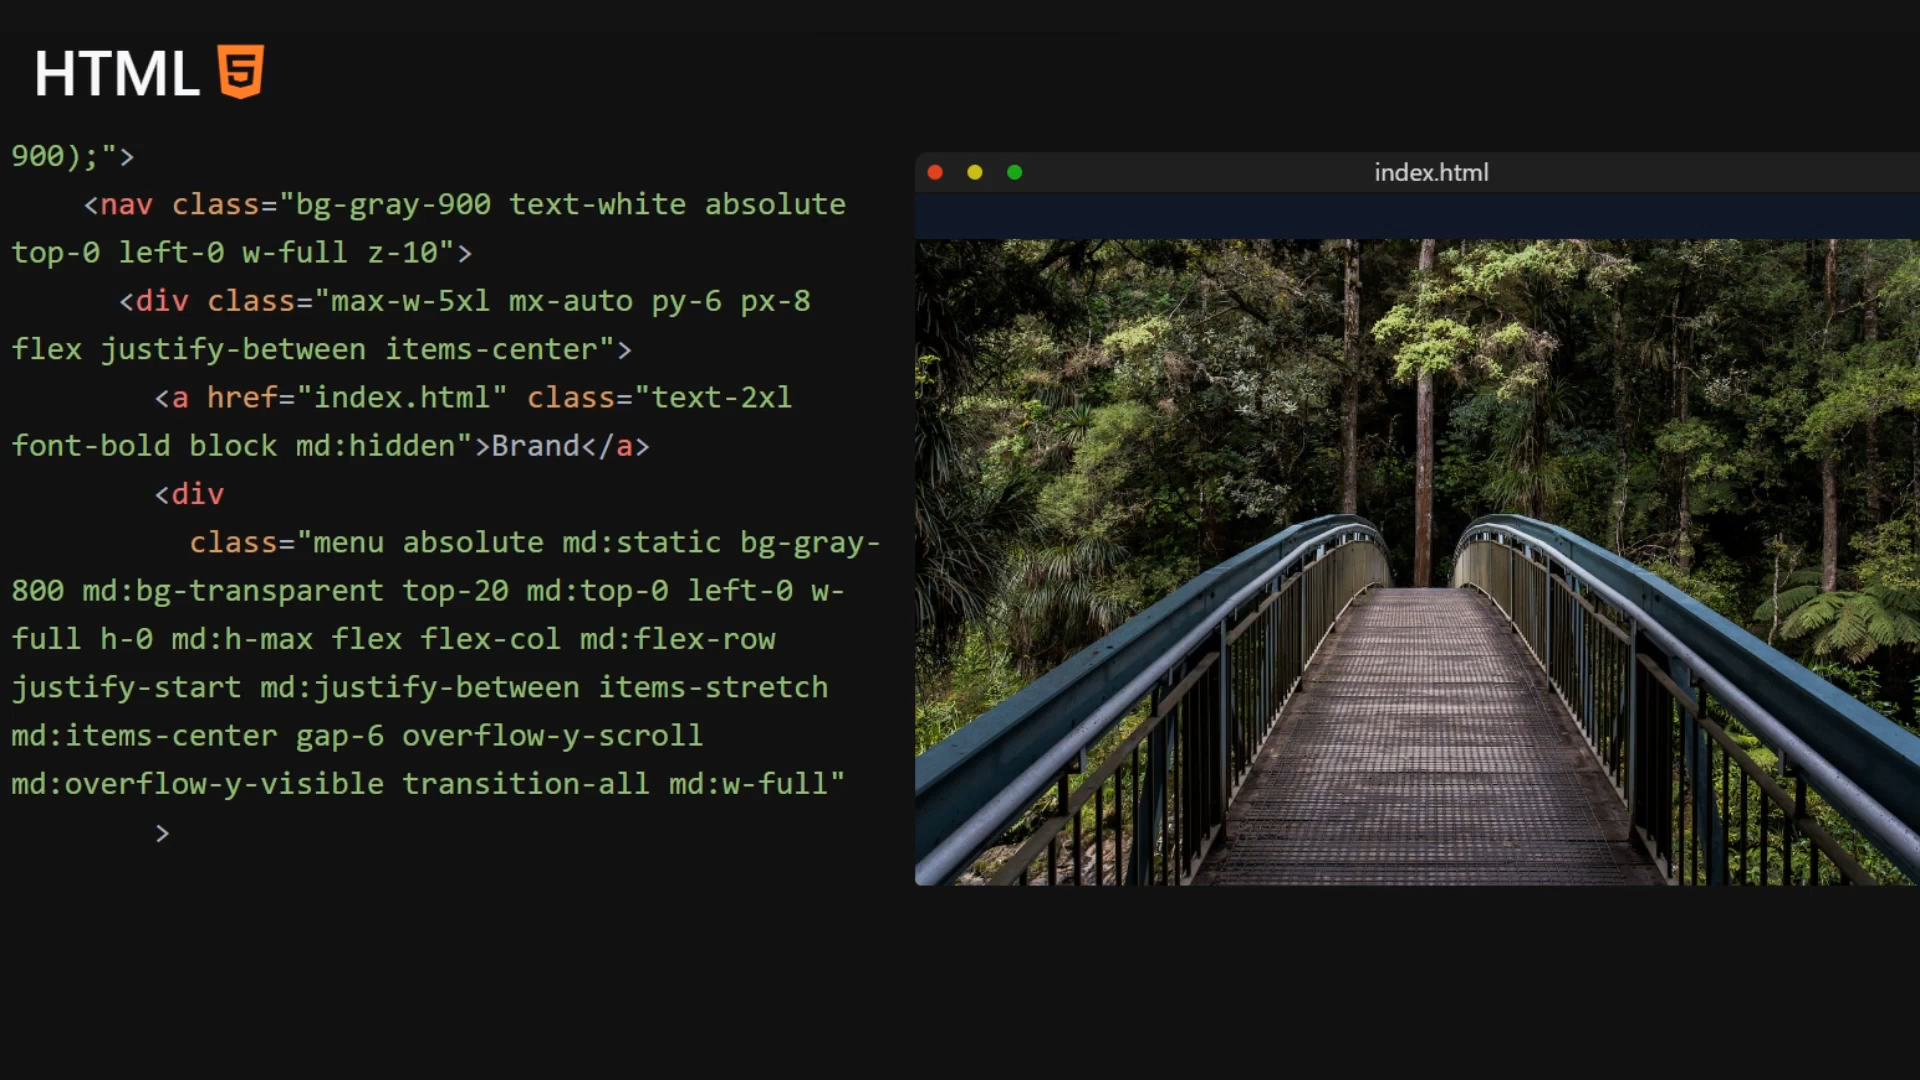 HTML 5
900);">
<nav class="bg-gray-900 text-white absolute
top-0 left-0 w-full z-10">
<div class="max-w-5xl mx-auto py-6 px-8
flex justify-between items-center">
<a href="index.html" class="text-2xl
font-bold block md:hidden">Brand</a>
<div
class="menu absolute md:static bg-gray-
800 md:bg-transparent top-20 md:top-0 left-0 w-
full h-0 md:h-max flex flex-col md:flex-row
justify-start md:justify-between items-stretch
md:items-center gap-6 overflow-y-scroll
md:overflow-y-visible transition-all md:w-full"
>
index.html